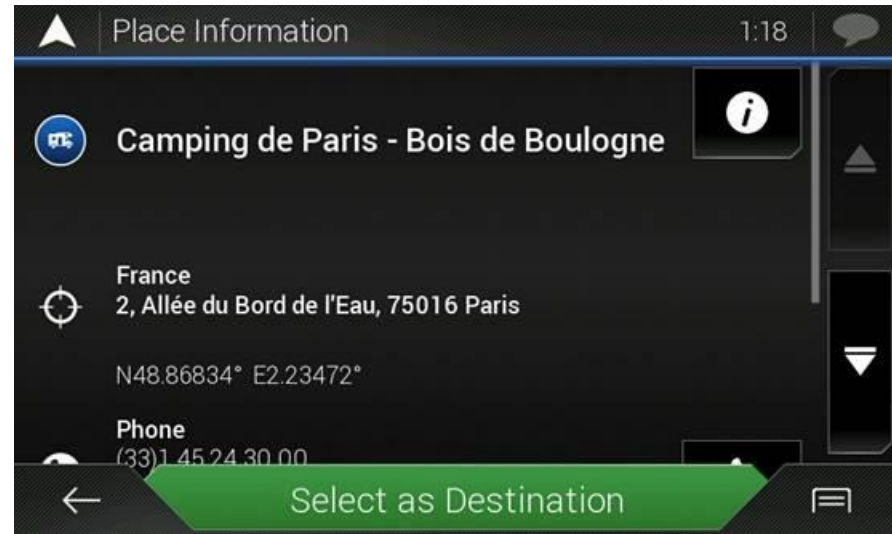 Place Information
1:18
Camping de Paris - Bois de Boulogne
France
2, Allée du Bord de l'Eau, 75016 Paris
N48.86834° E2.23472°
Phone
(33)1 45 24 30 00
Select as Destination